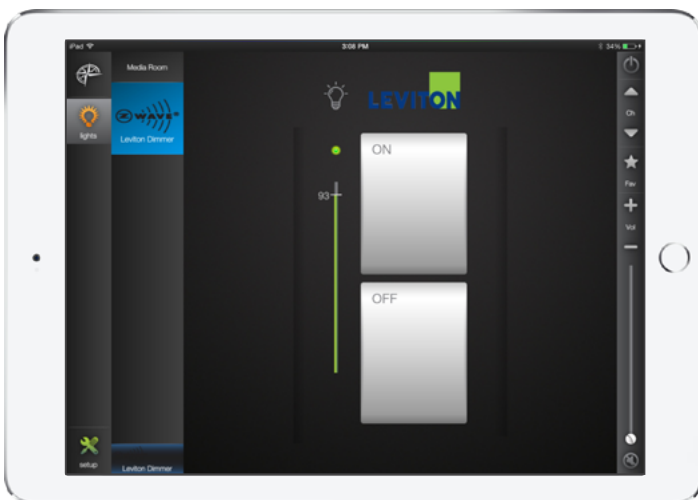 iPad
3:08 PM
34%
Media Room
lights
Z WAVE
Leviton Dimmer
setup
Leviton Dimmer
LEVITON
93
ON
OFF
Ch
Fav
Vol